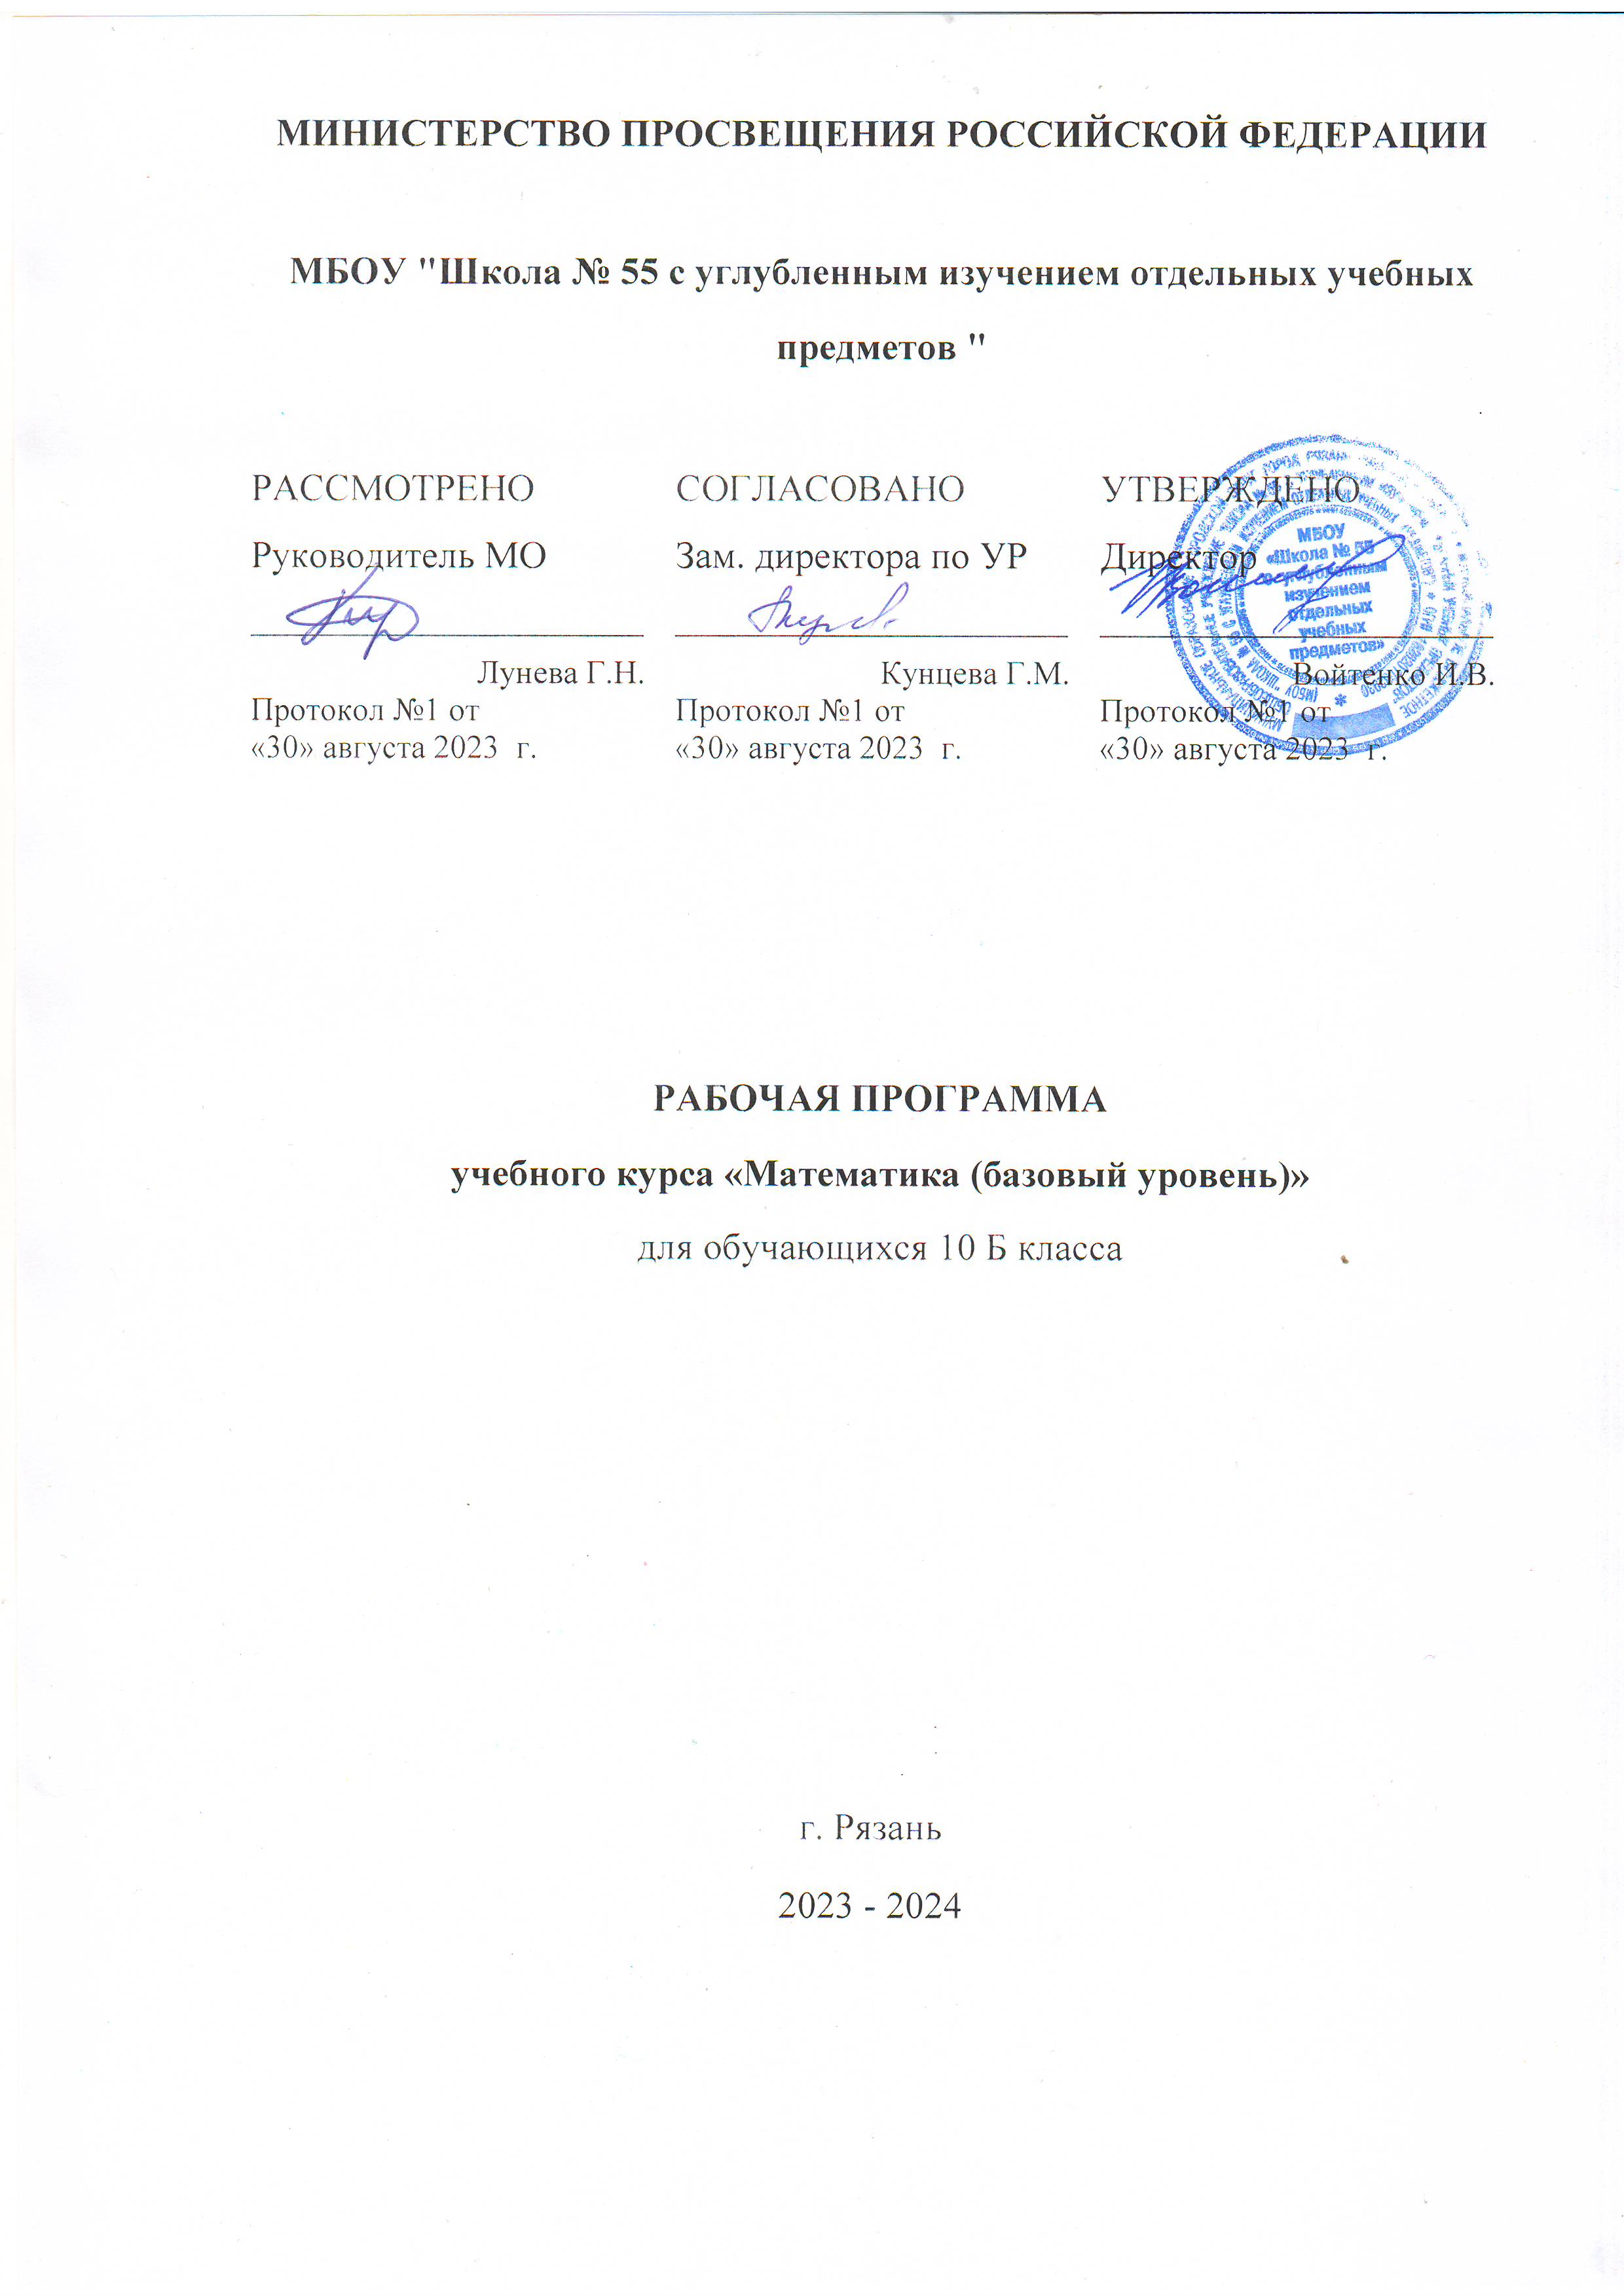 МИНИСТЕРСТВО ПРОСВЕЩЕНИЯ РОССИЙСКОЙ ФЕДЕРАЦИИ
МБОУ "Школа № 55 с углубленным изучением отдельных учебных
предметов "
РАССМОТРЕНО
Руководитель МО
Лунева Г.Н.
Протокол №1 от
«30» августа 2023 г.
СОГЛАСОВАНО
Зам. директора по УР
Кунцева Г.М.
Протокол №1 от
«30» августа 2023 г.
УТВЕРЖДЕНО
Директор
Войтенко И.В.
Протокол №1 от
«30» августа 2023 г.
МБОУ
«Школа № 55
с углубленным
изучением
отдельных
учебных
предметов»
РАБОЧАЯ ПРОГРАММА
учебного курса «Математика (базовый уровень)»
для обучающихся 10 Б класса
г. Рязань
2023 - 2024